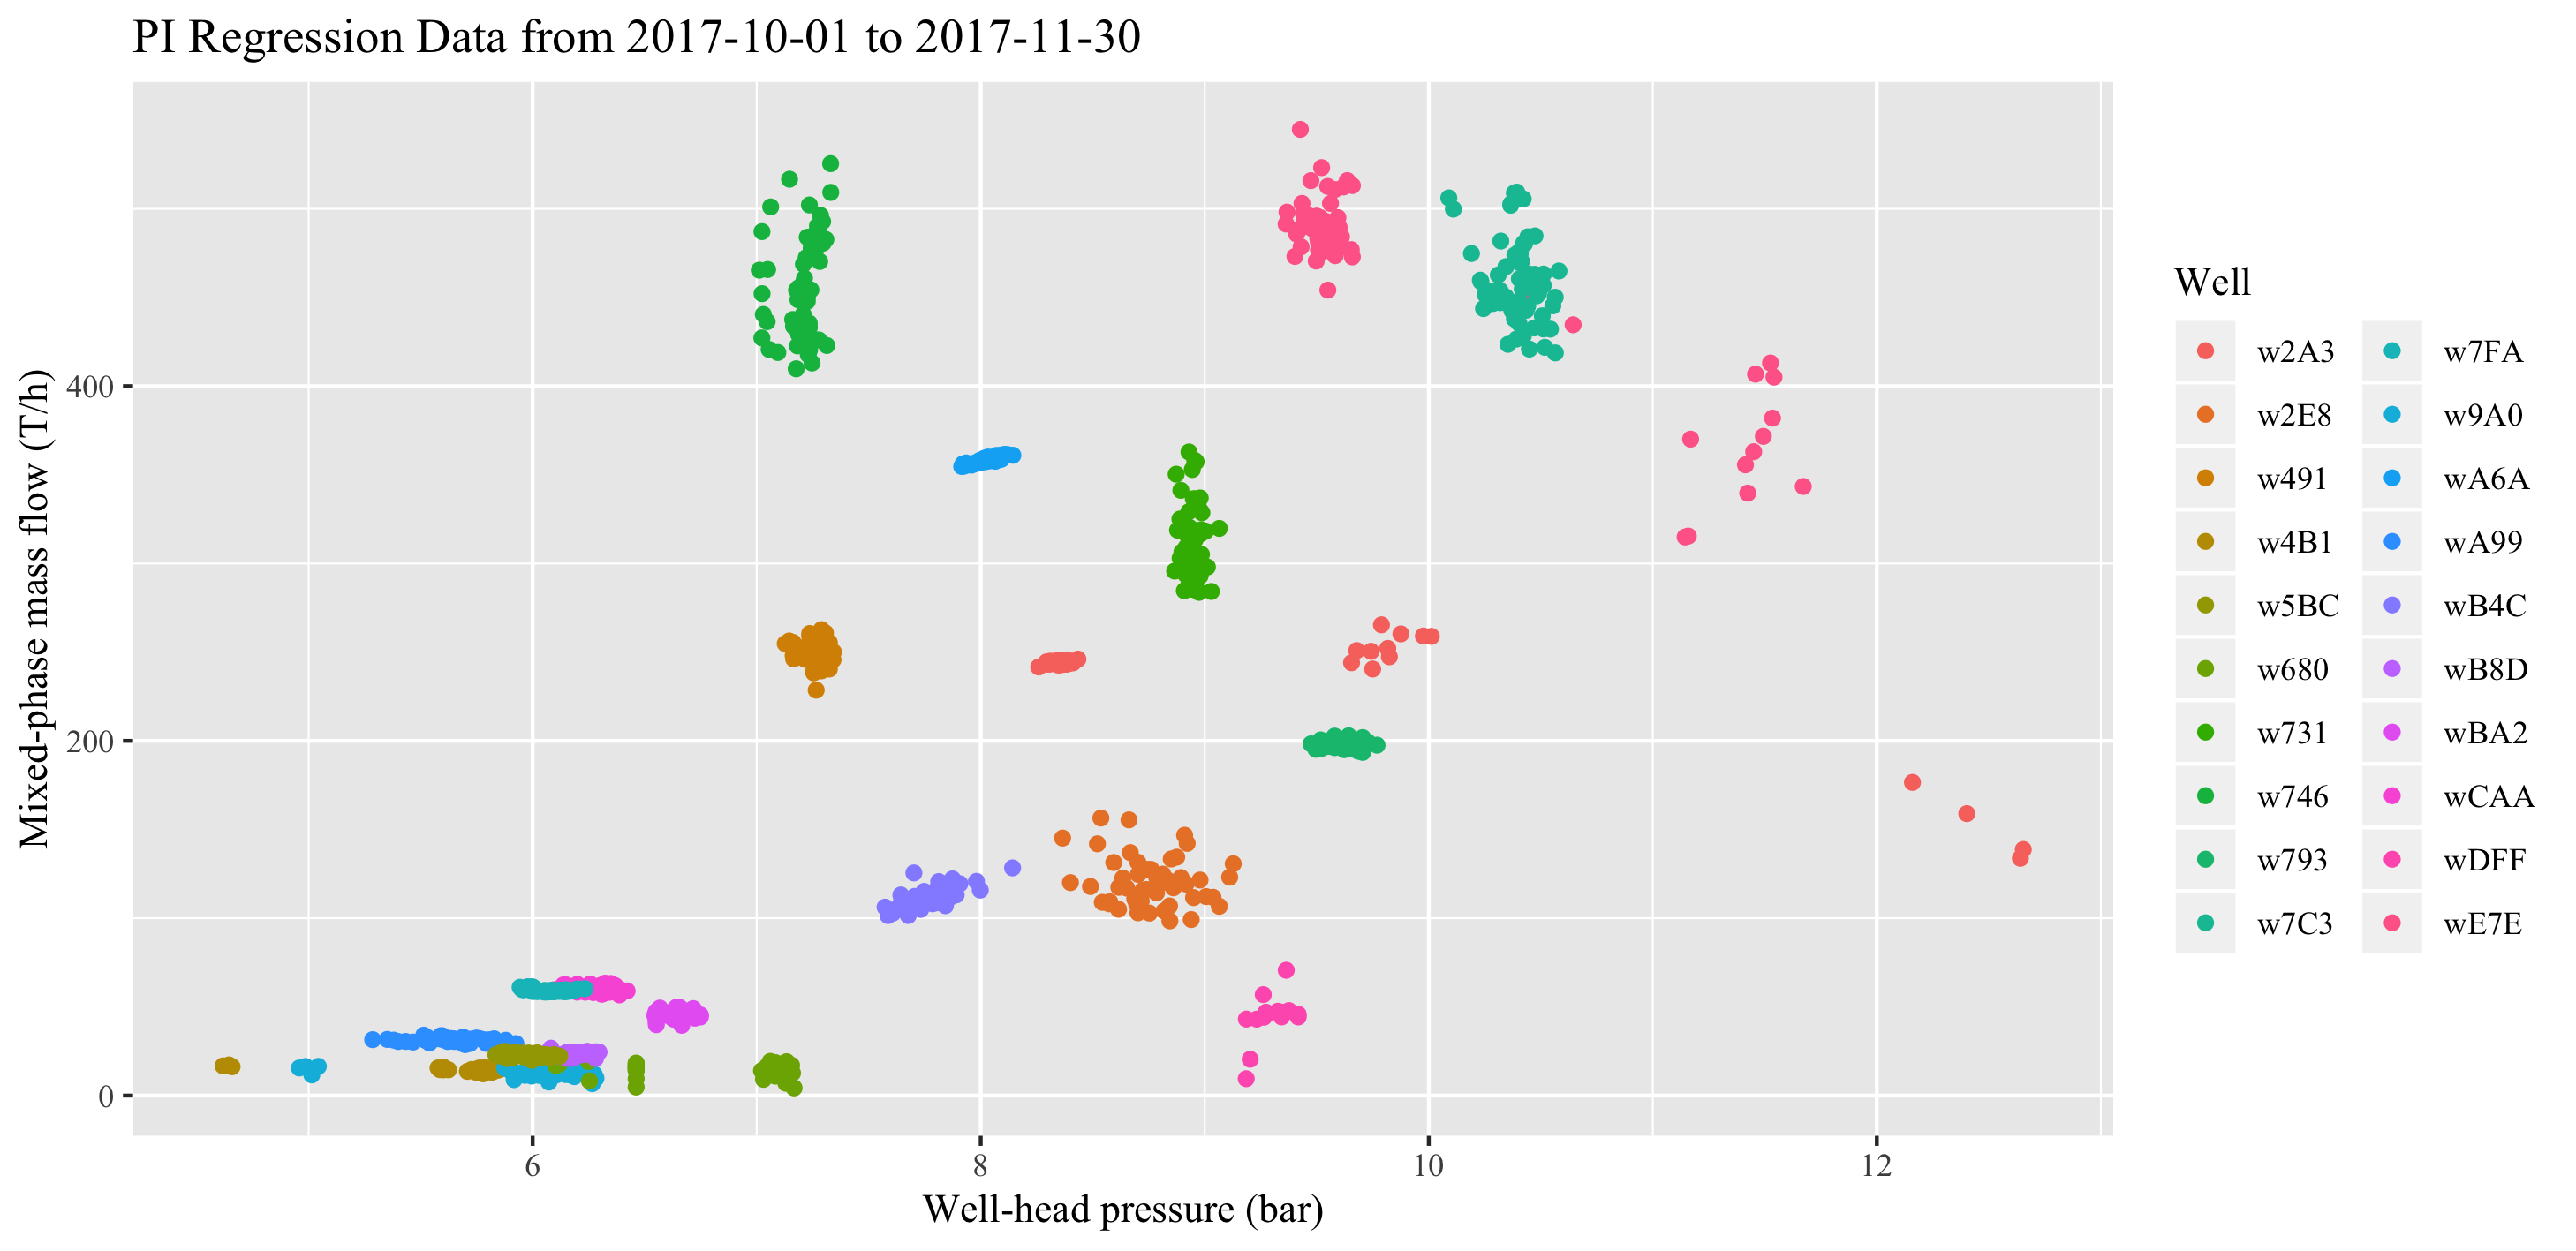 PI Regression Data from 2017-10-01 to 2017-11-30
Mixed-phase mass flow (T/h)
400
200
0
6 8 10 12
Well-head pressure (bar)
Well
w2A3 w7FA
w2E8 w9A0
w491 wA6A
w4B1 wA99
w5BC wB4C
w680 wB8D
w731 wBA2
w746 wCAA
w793 wDFF
w7C3 wE7E